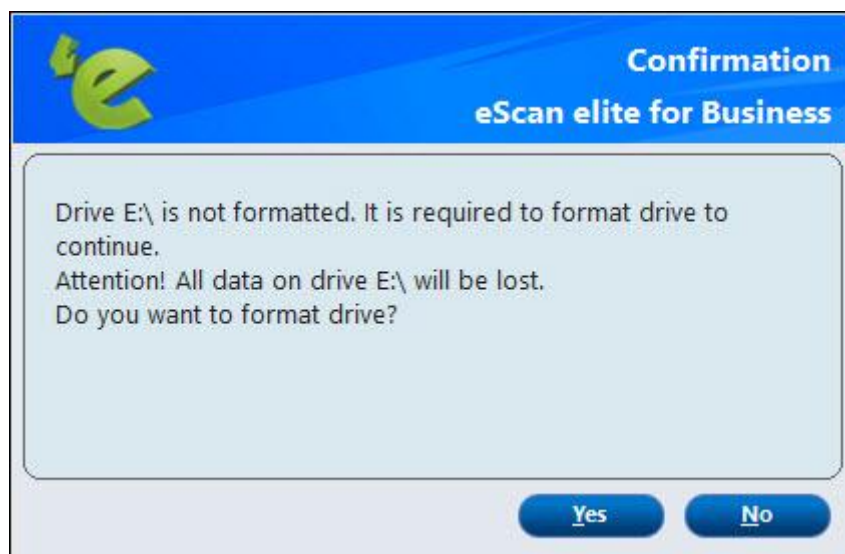 Confirmation
eScan elite for Business
Drive E:\ is not formatted. It is required to format drive to
continue.
Attention! All data on drive E:\ will be lost.
Do you want to format drive?
Yes
No